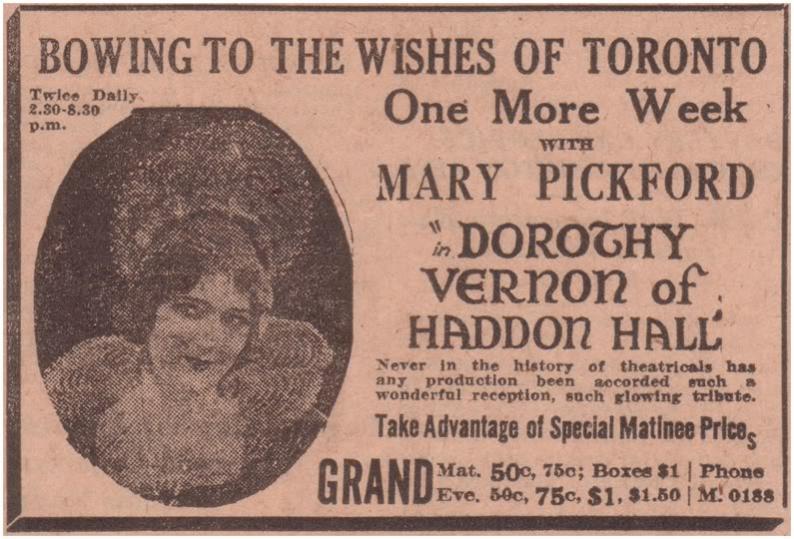 BOWING TO THE WISHES OF TORONTO
Twice Daily
2.30-8.30
p.m.
One More Week
WITH
MARY PICKFORD
"in DOROTHY
VERNON of
HADDON HALL
Never in the history of theatricals has
any production been accorded such a
wonderful reception, such glowing tribute.
Take Advantage of Special Matinee Prices
GRAND
Mat. 50c, 75c; Boxes $1 | Phone
Eve. 50c, 75c, $1, $1.50 | M. 0188